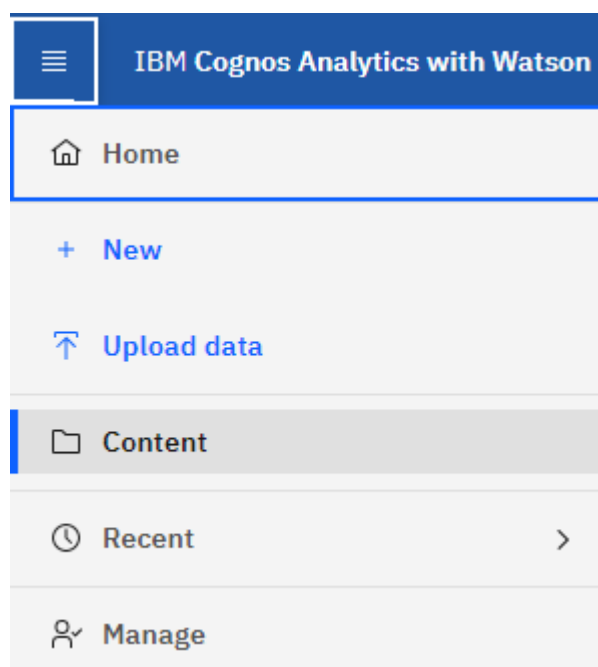 IBM Cognos Analytics with Watson
Home
New
Upload data
Content
Recent
Manage